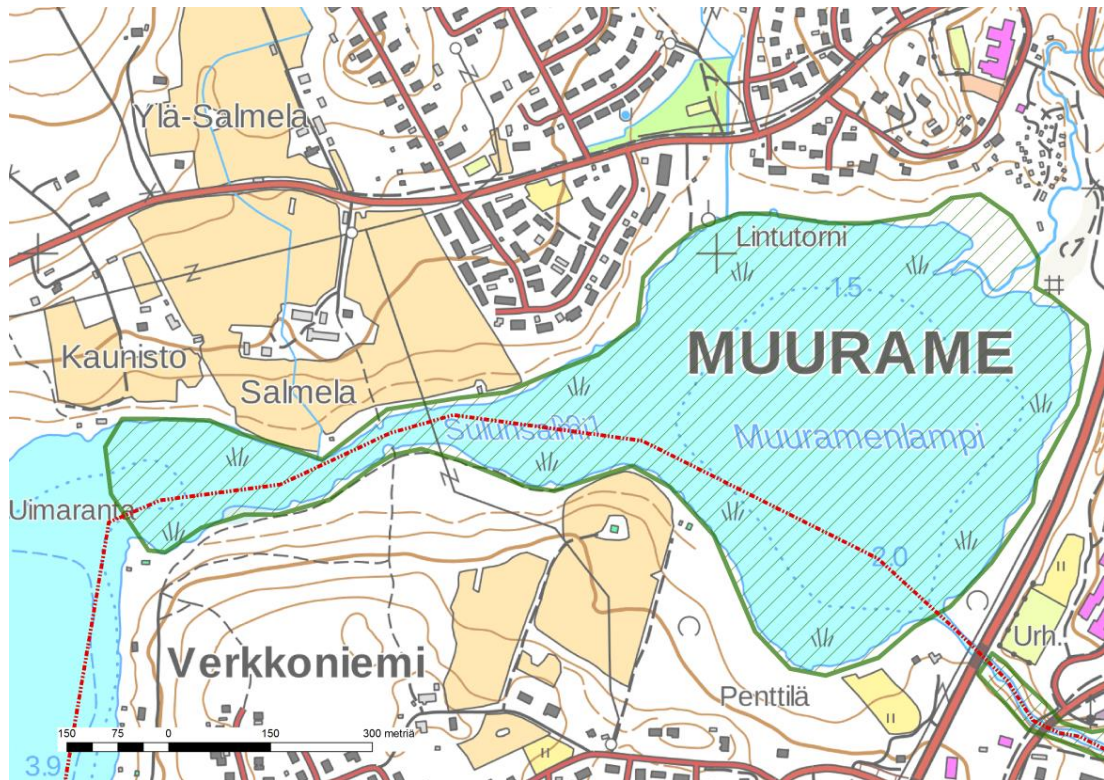 Ylä-Salmela
Lintutorni
1.5
MUURAME
Kaunisto
Salmela
Sulunsalmi
Muuramenlampi
Uimaranta
2.0
Urh..
Verkkoniemi
Penttilä
150 75 0 150 300 metriä
3.9